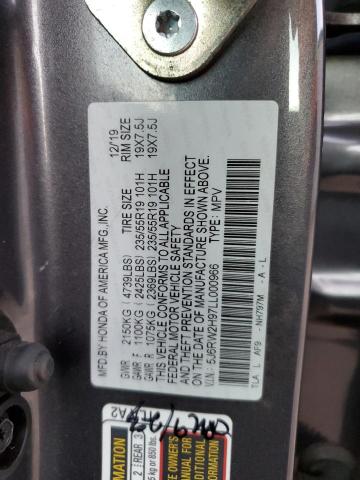 MFD.BY HONDA OF AMERICA MFG.,INC. 12/19
TIRE SIZE RIM SIZE
GVWR 2150KG ( 4739LBS)
GAWR F 1100KG ( 2425LBS) 235/55R19 101H 19X7.5J
GAWR R 1075KG ( 2369LBS) 235/55R19 101H 19X7.5J
THIS VEHICLE CONFORMS TO ALL APPLICABLE
FEDERAL MOTOR VEHICLE SAFETY
AND THEFT PREVENTION STANDARDS IN EFFECT
ON THE DATE OF MANUFACTURE SHOWN ABOVE.
V.I.N: 5J6RW2H97LL000966 TYPE: MPV
TLA L AF9 - NH797M - A - L